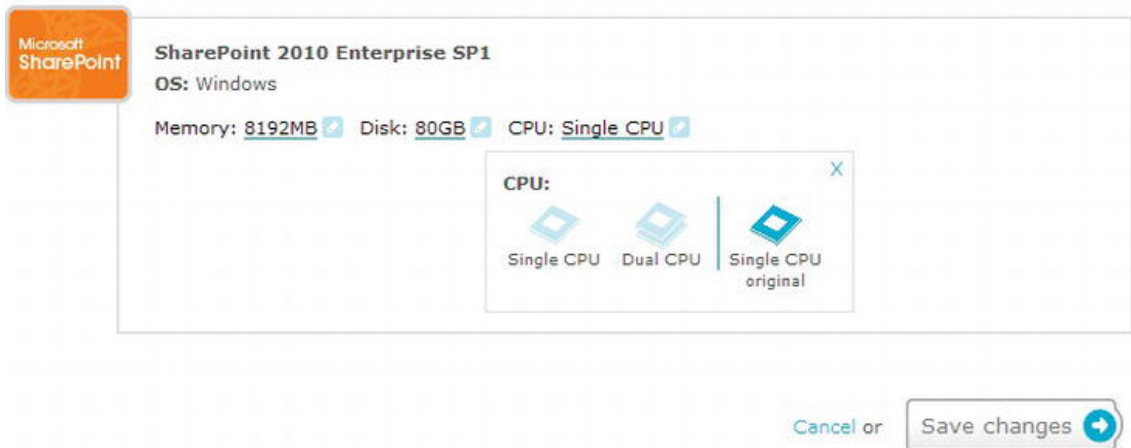 Microsoft
SharePoint
SharePoint 2010 Enterprise SP1
OS: Windows
Memory: 8192MB Disk: 80GB CPU: Single CPU
X
CPU:
Single CPU Dual CPU Single CPU
original
Cancel or Save changes